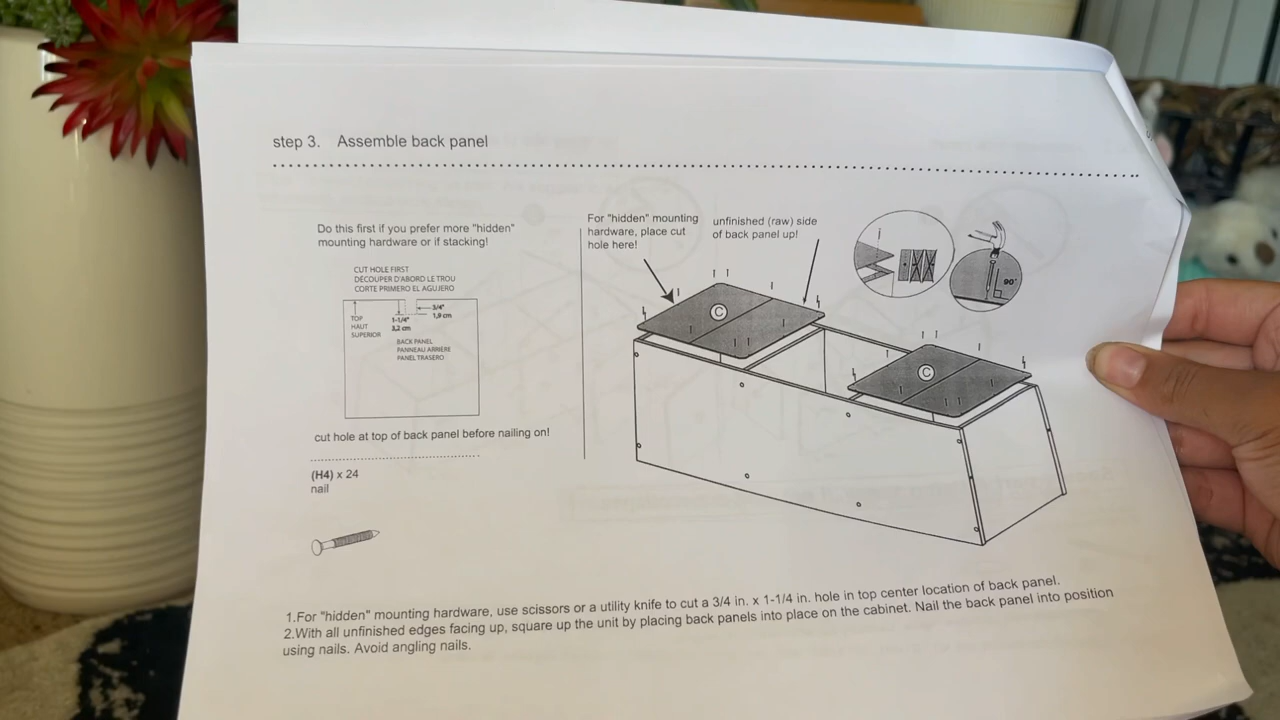 step 3. Assemble back panel
Do this first if you prefer more "hidden"
mounting hardware or if stacking!
CUT HOLE FIRST
DÉCOUPER D'ABORD LE TROU
CORTE PRIMERO EL AGUJERO
TOP
HAUT
SUPERIOR
3/4"
1,9 cm
1-1/4"
3,2 cm
BACK PANEL
PANNEAU ARRIÈRE
PANEL TRASERO
cut hole at top of back panel before nailing on!
(H4) x 24
nail
For "hidden" mounting
hardware, place cut
hole here!
unfinished (raw) side
of back panel up!
C
C
90°
1.For "hidden" mounting hardware, use scissors or a utility knife to cut a 3/4 in. x 1-1/4 in. hole in top center location of back panel.
2.With all unfinished edges facing up, square up the unit by placing back panels into place on the cabinet. Nail the back panel into position
using nails. Avoid angling nails.